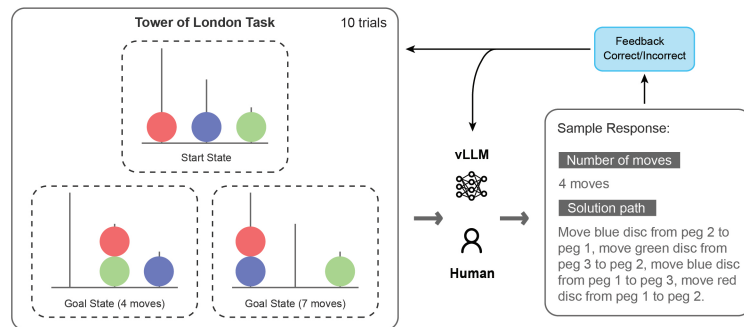 Tower of London Task
10 trials
Start State
Goal State (4 moves)
Goal State (7 moves)
vLLM
Human
Feedback
Correct/Incorrect
Sample Response:
Number of moves
4 moves
Solution path
Move blue disc from peg 2 to
peg 1, move green disc from
peg 3 to peg 2, move blue disc
from peg 1 to peg 3, move red
disc from peg 1 to peg 2.